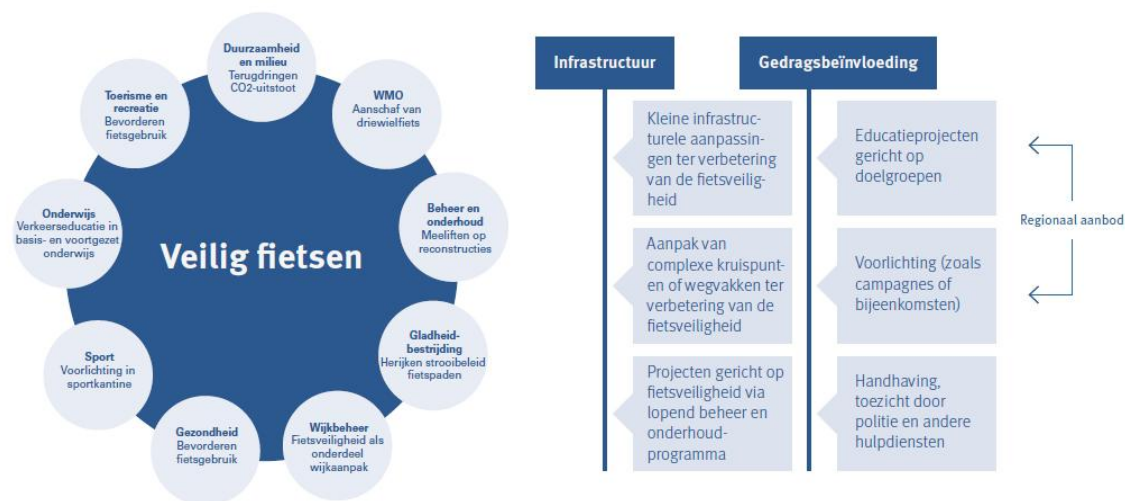 Duurzaamheid
en milieu
Terugdringen
CO2-uitstoot
WMO
Aanschaf van
driewielfiets
Beheer en
onderhoud
Meeliften op
reconstructies
Gladheid-
bestrijding
Herijken strooibeleid
fietspaden
Wijkbeheer
Fietsveiligheid als
onderdeel
wijkaanpak
Gezondheid
Bevorderen
fietsgebruik
Sport
Voorlichting in
sportkantine
Onderwijs
Verkeerseducatie in
basis- en voortgezet
onderwijs
Toerisme en
recreatie
Bevorderen
fietsgebruik
Veilig fietsen
Infrastructuur
Kleine infrastruc-
turele aanpassin-
gen ter verbetering
van de fietsveilig-
heid
Aanpak van
complexe kruispunt-
en of wegvakken ter
verbetering van de
fietsveiligheid
Projecten gericht op
fietsveiligheid via
lopend beheer en
onderhoud-
programma
Gedragsbeïnvloeding
Educatieprojecten
gericht op
doelgroepen
Voorlichting (zoals
campagnes of
bijeenkomsten)
Handhaving,
toezicht door
politie en andere
hulpdiensten
Regionaal aanbod